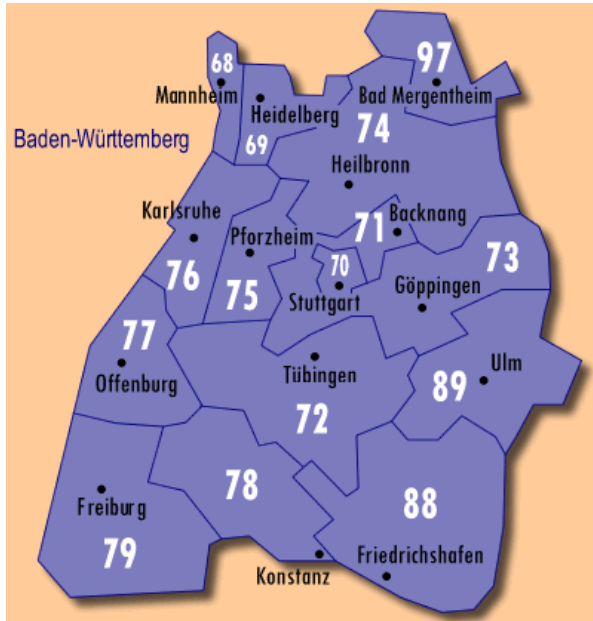 68
97
Mannheim
Bad Mergentheim
Heidelberg
74
Baden-Württemberg
69
Heilbronn
Karlsruhe
71
Backnang
Pforzheim
73
70
76
75
Göppingen
Stuttgart
77
Offenburg
Tübingen
Ulm
89
72
78
88
Freiburg
79
Friedrichshafen
Konstanz